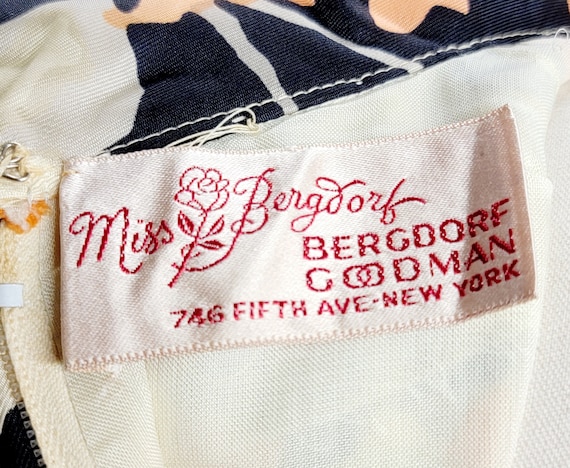 Miss Bergdorf
BERGDORF
GOODMAN
746 FIFTH AVE-NEW YORK